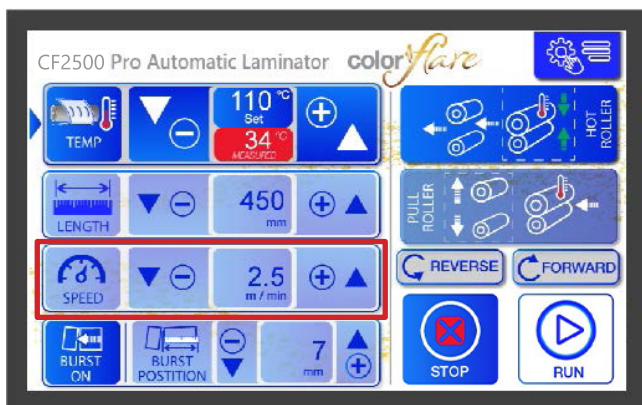 CF2500 Pro Automatic Laminator colorflare
TEMP
110 °C
Set
34 °C
MEASURED
HOT
ROLLER
LENGTH
450
mm
PULL
ROLLER
SPEED
2.5
m / min
REVERSE
FORWARD
BURST
ON
BURST
POSTITION
7
mm
STOP
RUN